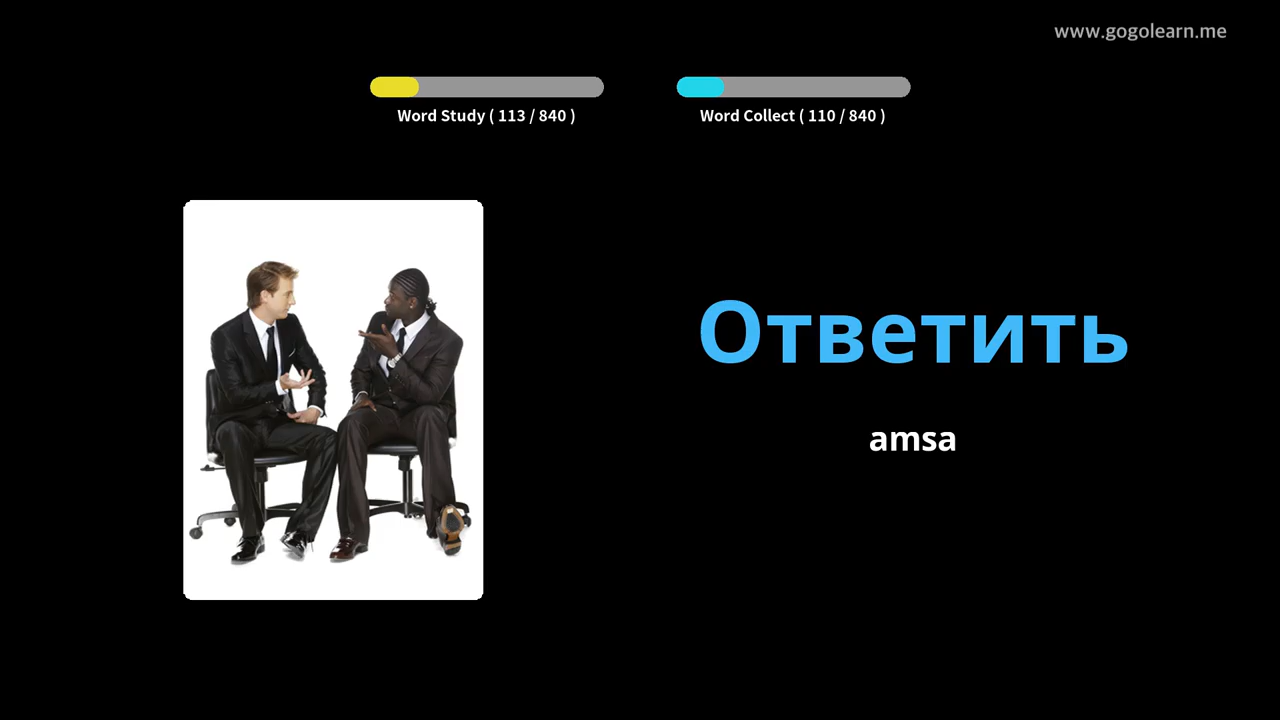 www.gogolearn.me
Word Study ( 113 / 840 )
Word Collect ( 110 / 840 )
Ответить
amsa